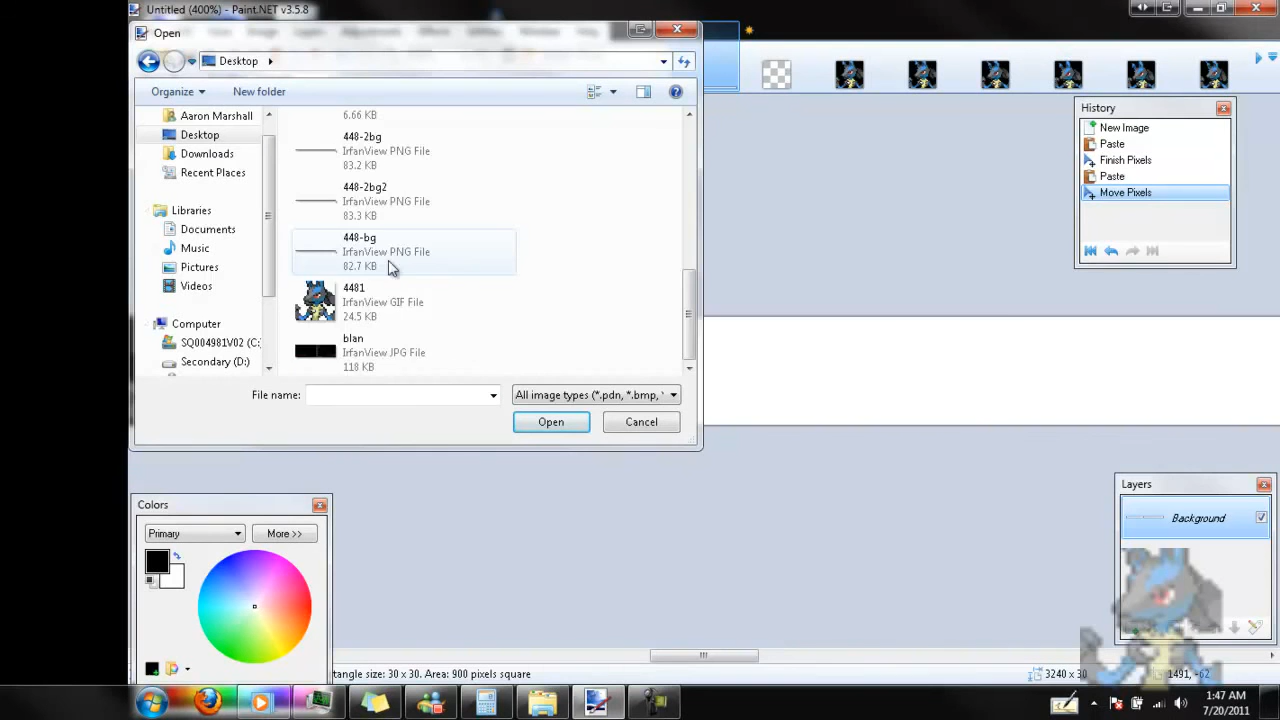 Untitled (400%) - Paint.NET v3.5.8
Open
Desktop
Organize
New folder
Aaron Marshall
Desktop
Downloads
Recent Places
Libraries
Documents
Music
Pictures
Videos
Computer
SQ004981V02 (C:)
Secondary (D:)
6.66 KB
448-2bg
IrfanView PNG File
83.2 KB
448-2bg2
IrfanView PNG File
83.3 KB
448-bg
IrfanView PNG File
82.7 KB
4481
IrfanView GIF File
24.5 KB
blan
IrfanView JPG File
118 KB
File name:
All image types (*.pdn, *.bmp,
Open
Cancel
History
New Image
Paste
Finish Pixels
Paste
Move Pixels
Colors
Primary
More >>
Layers
Background
tangle size: 30 x 30. Area: 900 pixels square
3240 x 30
1491, -62
1:47 AM
7/20/2011